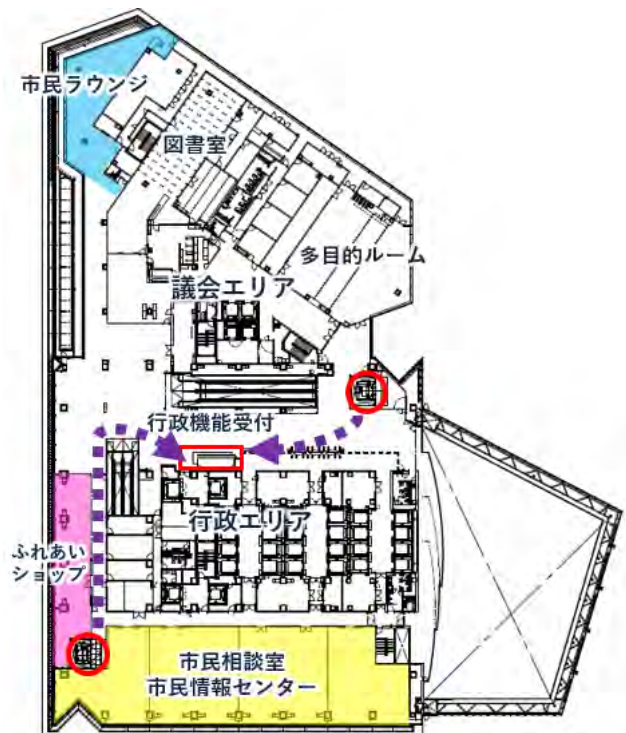 市民ラウンジ
図書室
多目的ルーム
議会エリア
行政機能受付
行政エリア
ふれあい
ショップ
市民相談室
市民情報センター